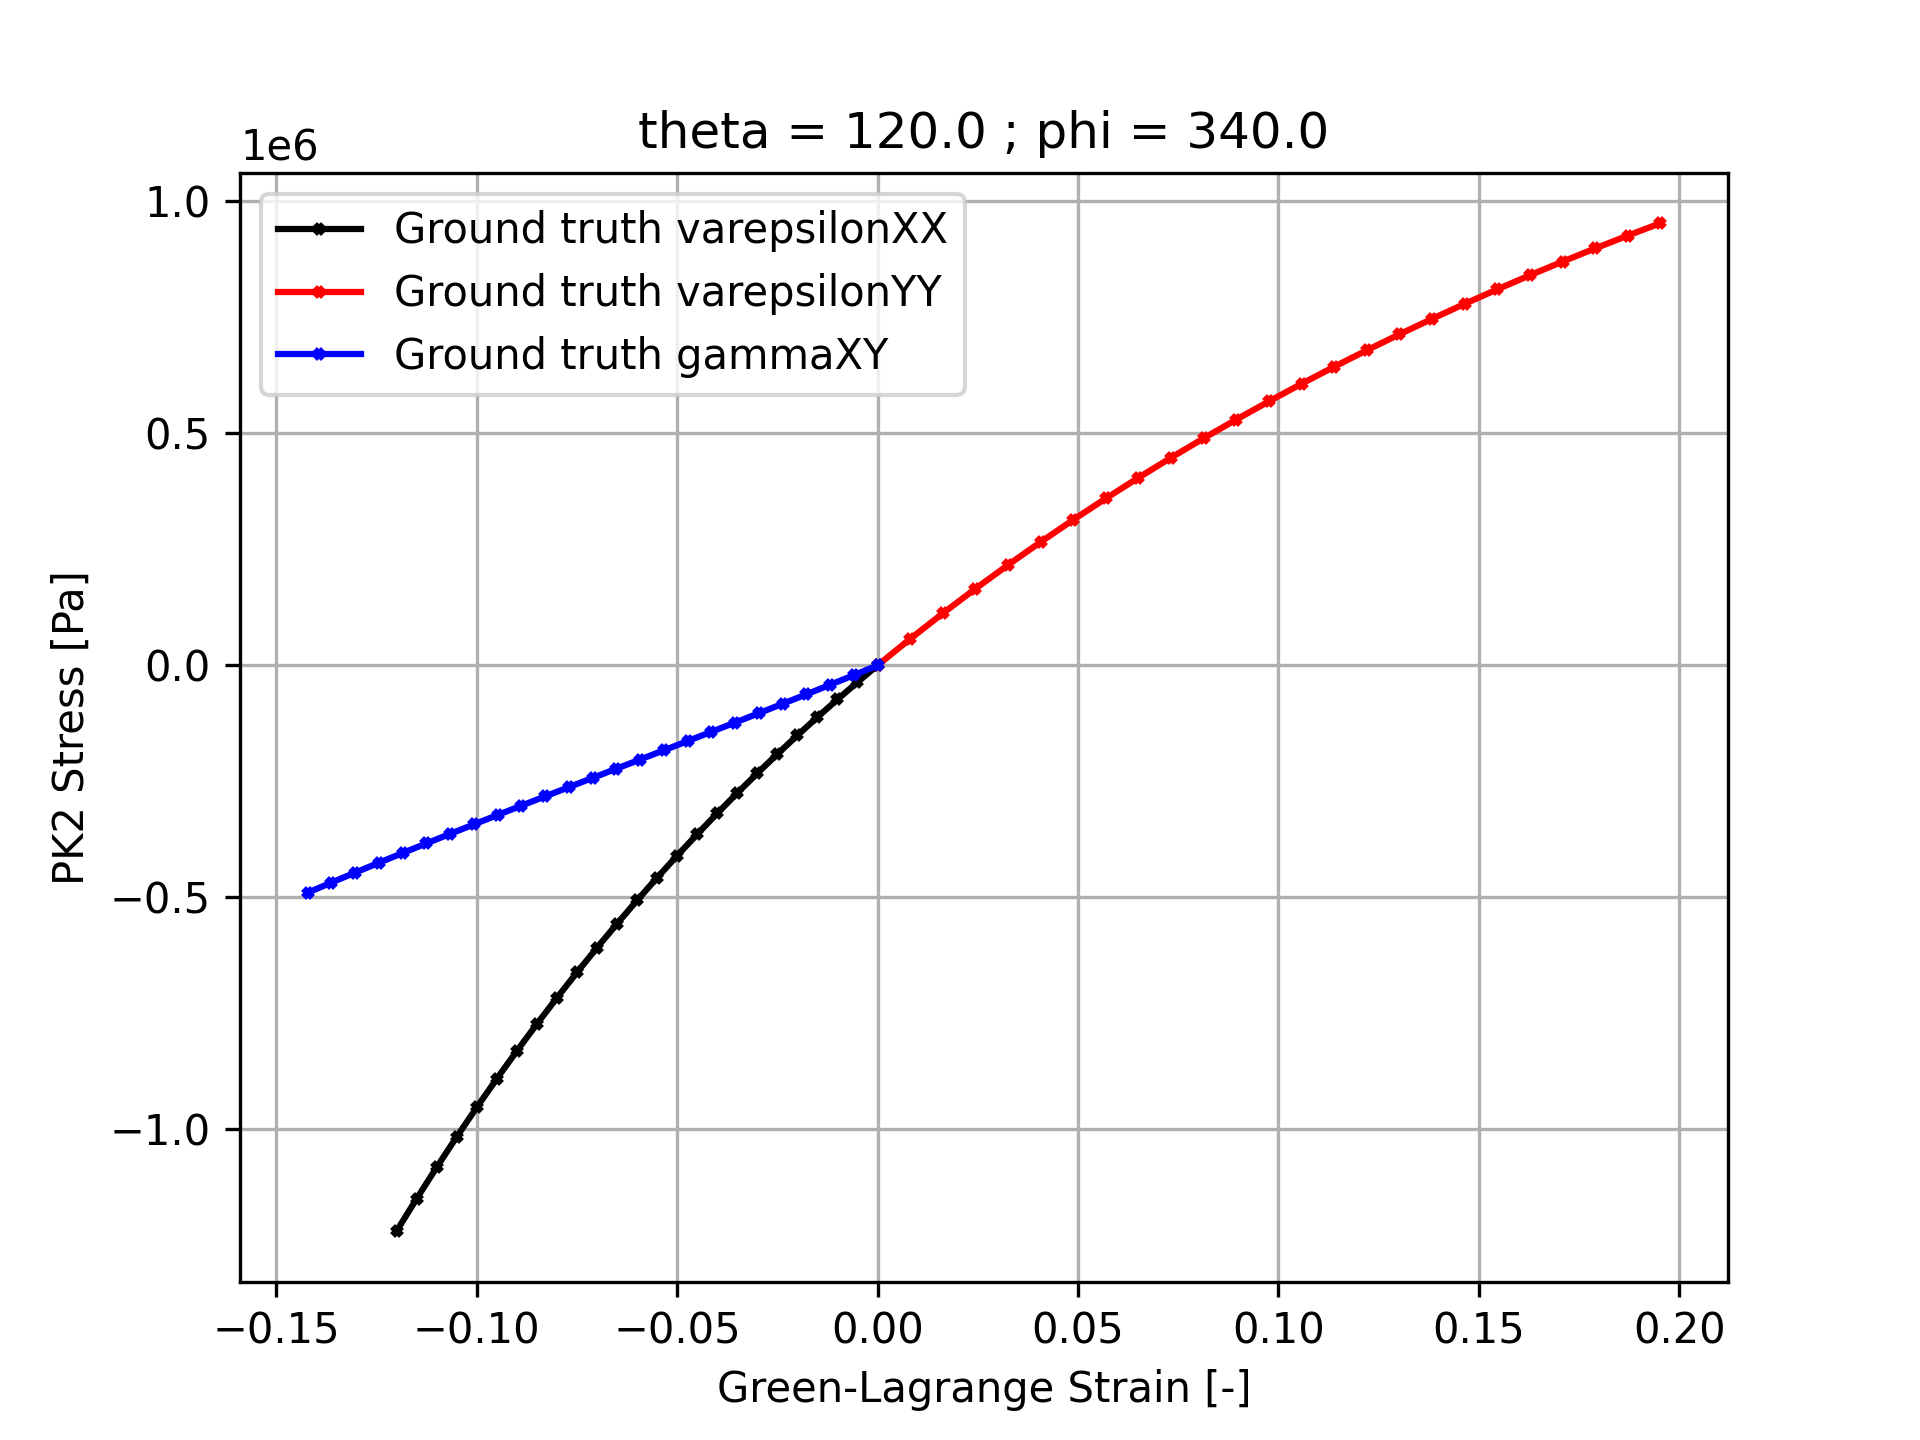 theta = 120.0 ; phi = 340.0
1e6
Ground truth varepsilonXX
Ground truth varepsilonYY
Ground truth gammaXY
1.0
0.5
0.0
−0.5
−1.0
PK2 Stress [Pa]
−0.15 −0.10 −0.05 0.00 0.05 0.10 0.15 0.20
Green-Lagrange Strain [-]